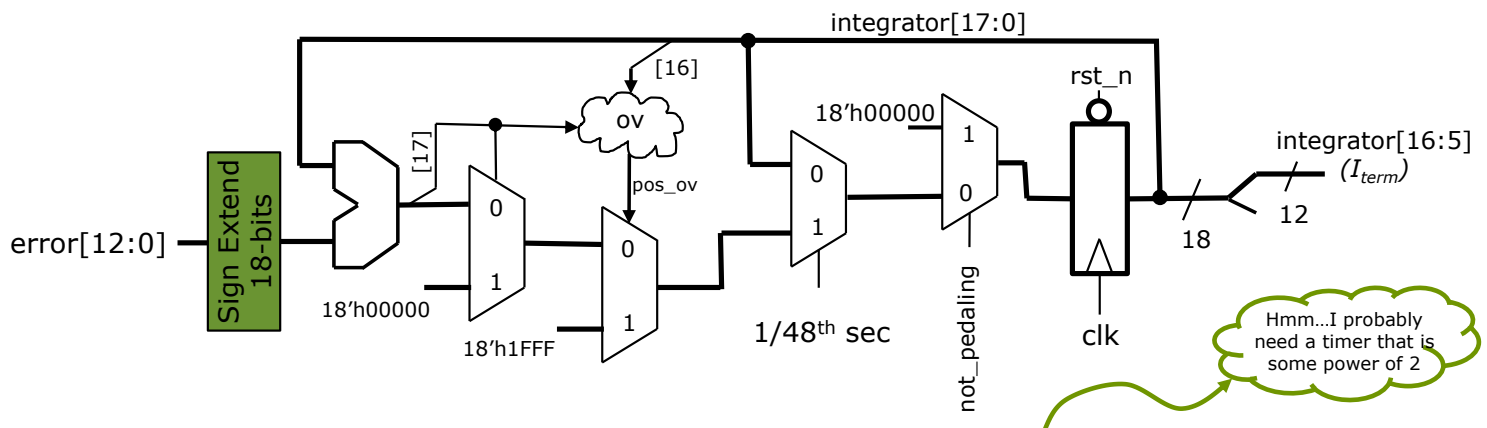 integrator[17:0]
[16]
rst_n
18'h00000
1
ov
integrator[16:5]
(I_term)
[17]
0
pos_ov
0
0
0
12
error[12:0]
Sign Extend
18-bits
1
18
1
18'h00000
1
18'h1FFF
1/48th sec
not_pedaling
clk
Hmm...I probably
need a timer that is
some power of 2